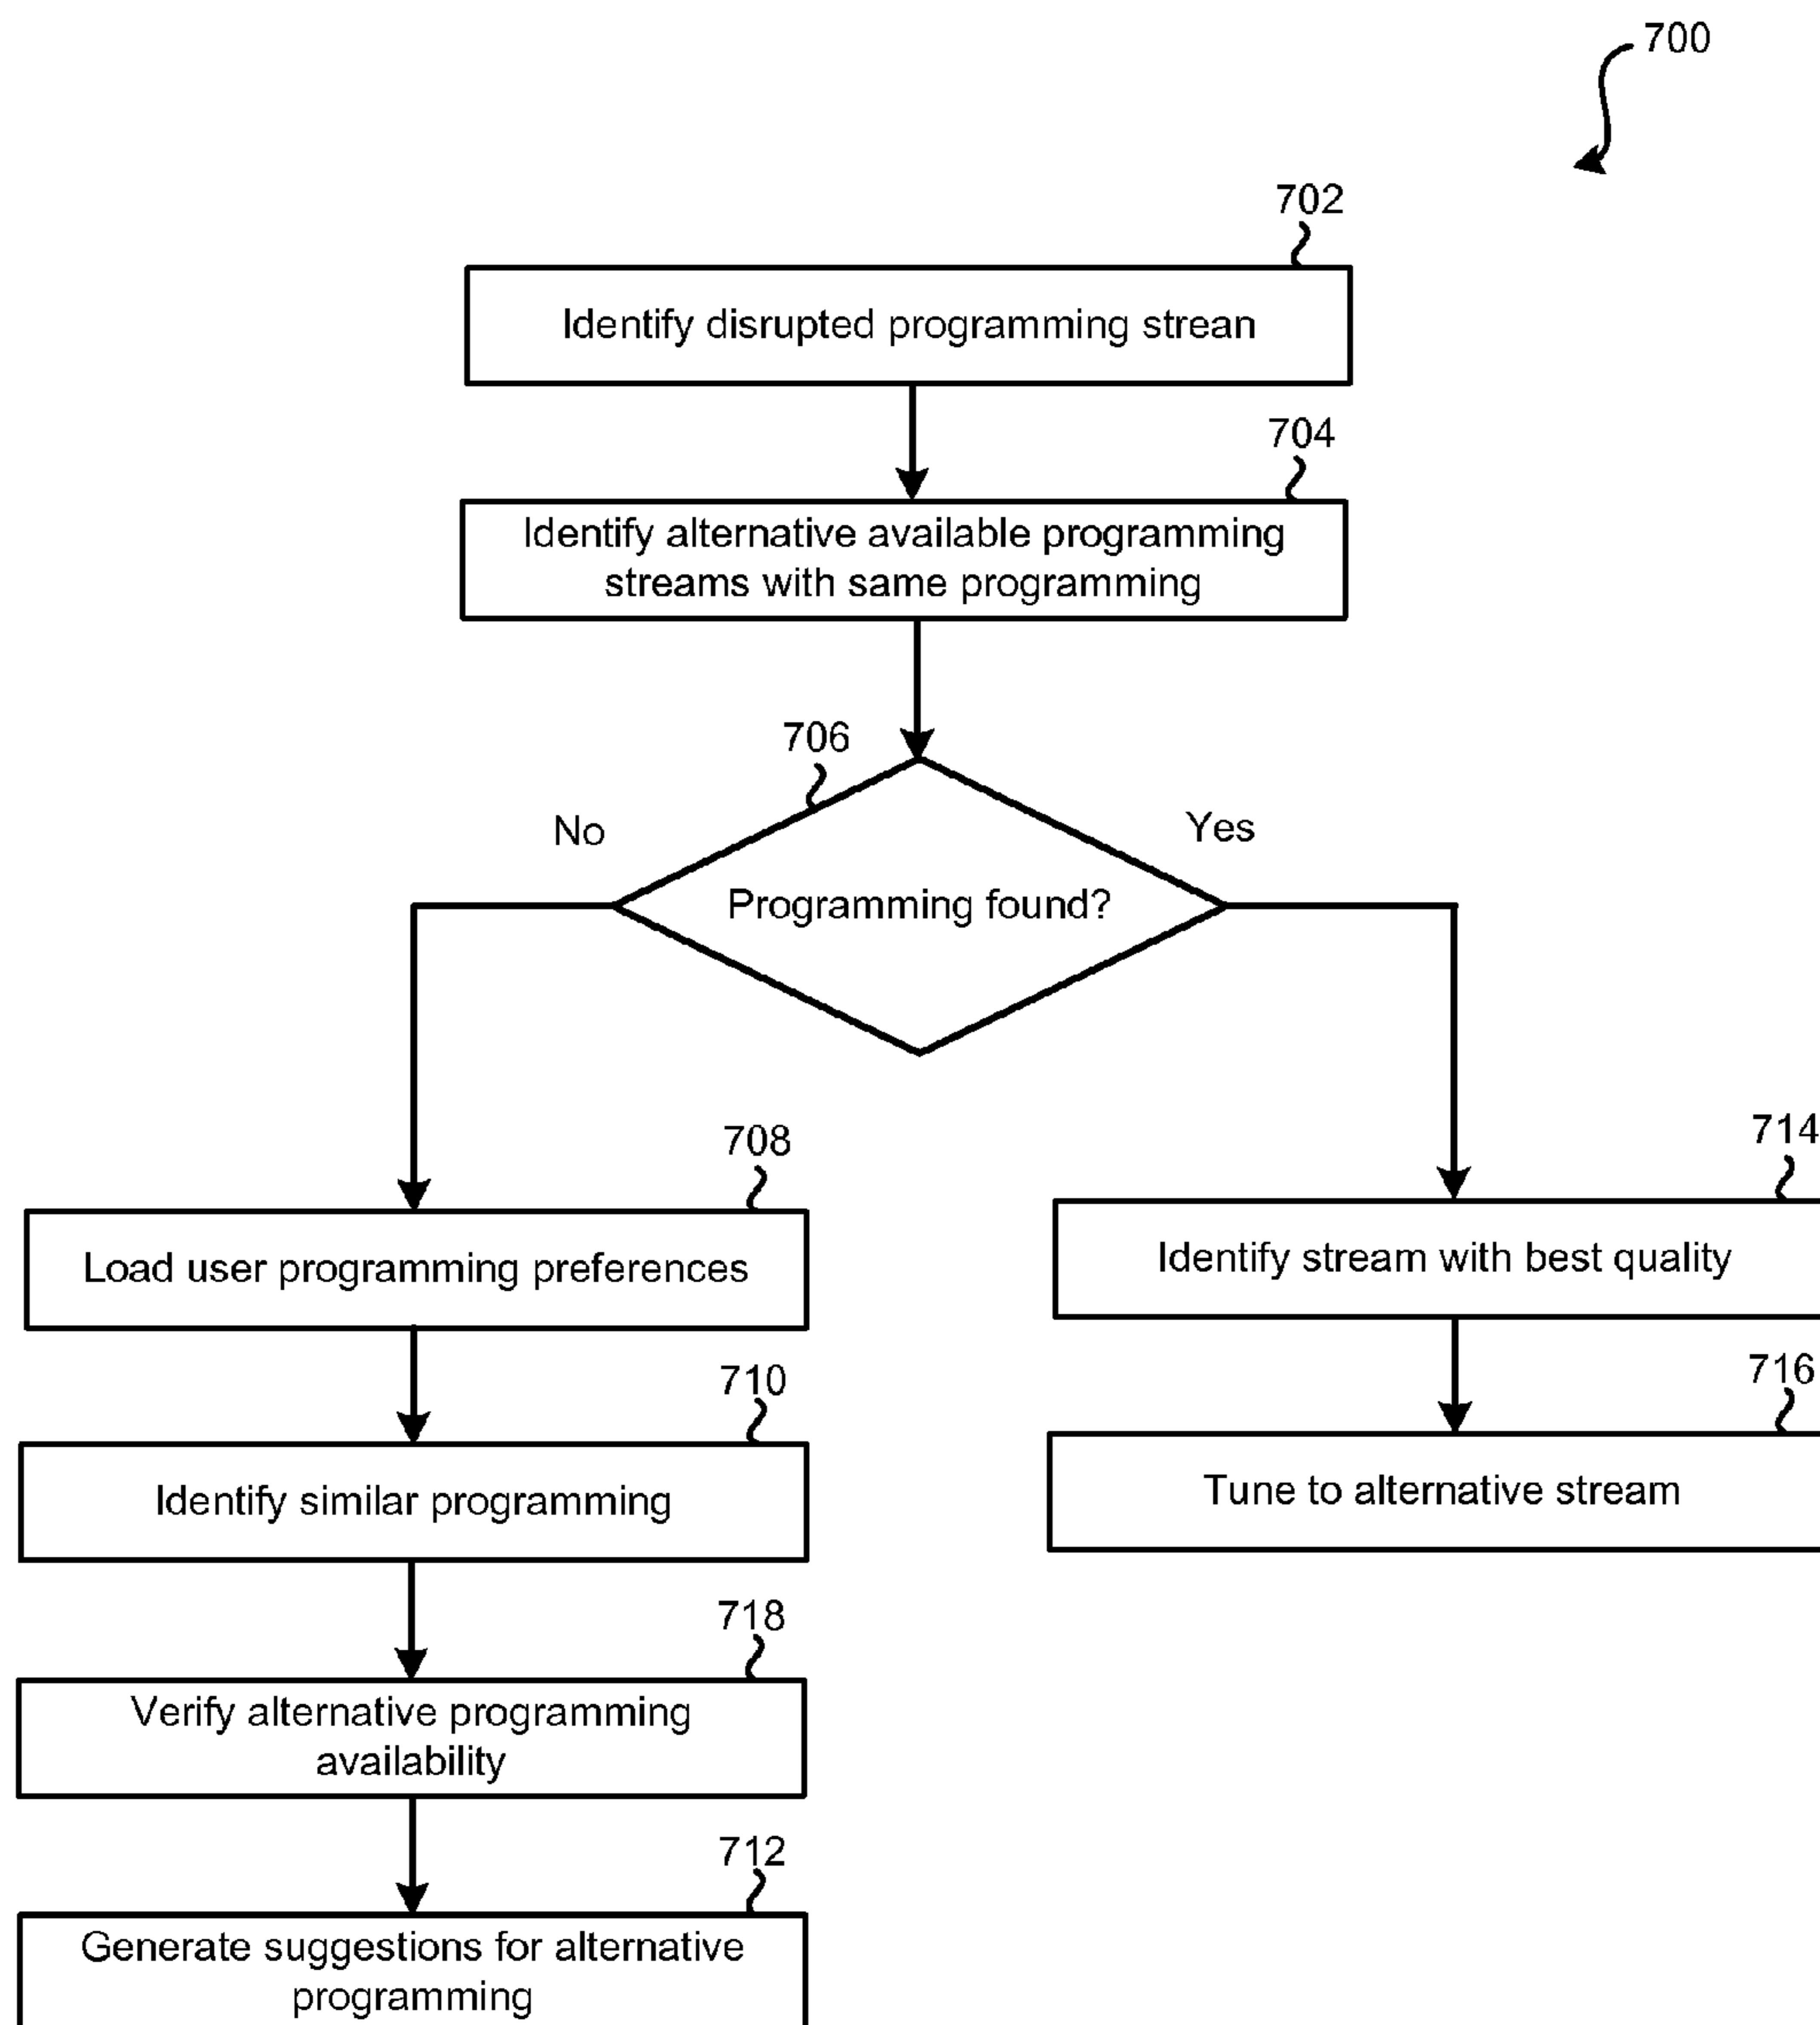 700
702
Identify disrupted programming strean
704
Identify alternative available programming
streams with same programming
706
No
Yes
Programming found?
708
Load user programming preferences
714
Identify stream with best quality
710
Identify similar programming
716
Tune to alternative stream
718
Verify alternative programming
availability
712
Generate suggestions for alternative
programming